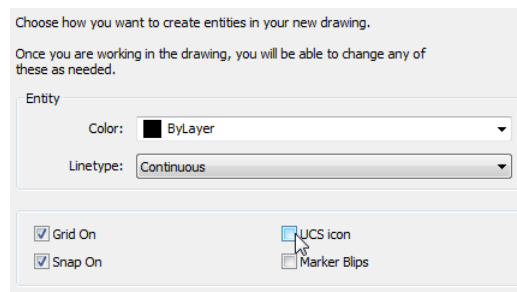 Choose how you want to create entities in your new drawing.
Once you are working in the drawing, you will be able to change any of
these as needed.
Entity
Color: ByLayer
Linetype: Continuous
Grid On UCS icon
Snap On Marker Blips